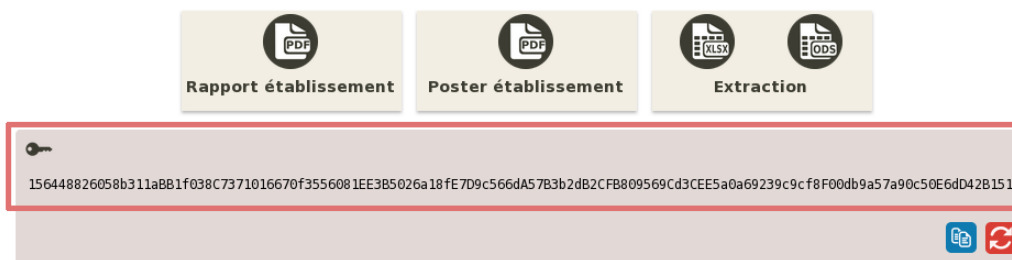 PDF PDF XLSX ODS
Rapport établissement Poster établissement Extraction
156448826058b311aBB1f038C7371016670f3556081EE3B5026a18fE7D9c566dA57B3b2dB2CFB809569Cd3CEE5a0a69239c9cf8F00db9a57a90c50E6dD42B151